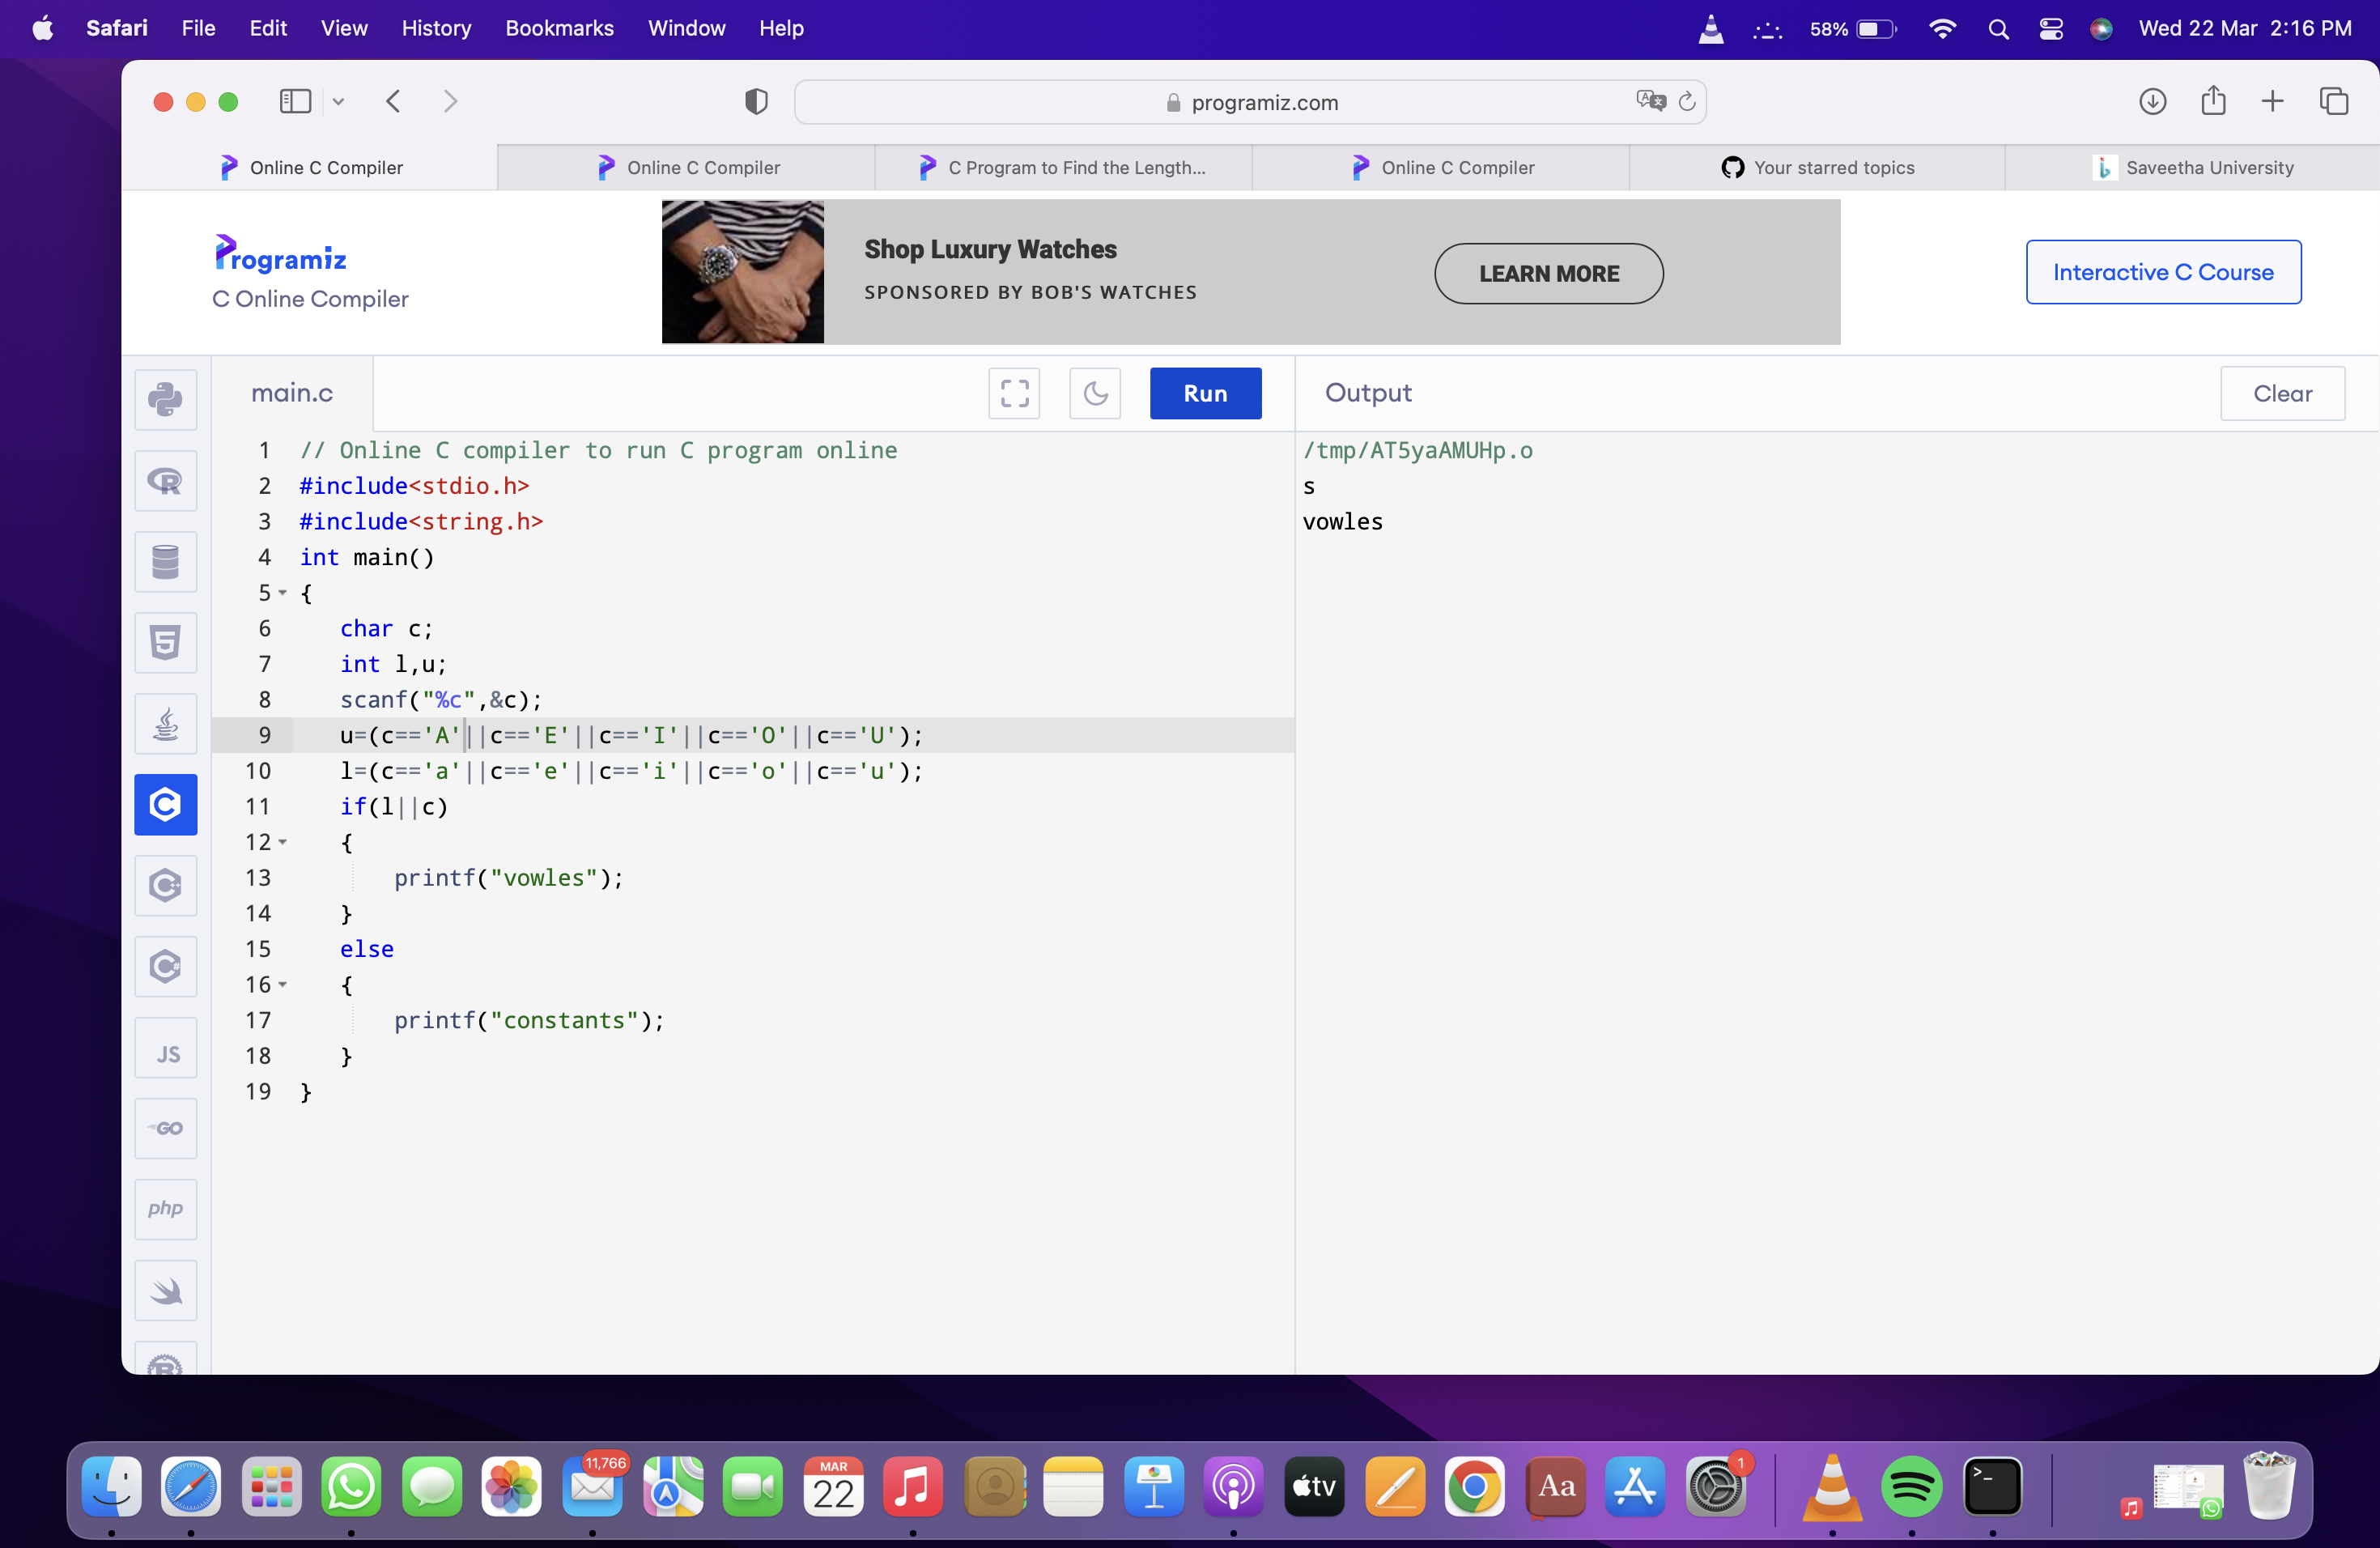 Safari File Edit View History Bookmarks Window Help 58% Wed 22 Mar 2:16 PM
programiz.com
Online C Compiler Online C Compiler C Program to Find the Length... Online C Compiler Your starred topics Saveetha University
Programiz
C Online Compiler
Shop Luxury Watches
SPONSORED BY BOB'S WATCHES
LEARN MORE
Interactive C Course
main.c Run Output Clear
1 // Online C compiler to run C program online
2 #include<stdio.h>
3 #include<string.h>
4 int main()
5 {
6 char c;
7 int l,u;
8 scanf("%c",&c);
9 u=(c=='A'||c=='E'||c=='I'||c=='O'||c=='U');
10 l=(c=='a'||c=='e'||c=='i'||c=='o'||c=='u');
11 if(l||c)
12 {
13 printf("vowles");
14 }
15 else
16 {
17 printf("constants");
18 }
19 }
/tmp/AT5yaAMUHp.o
s
vowles
R
5
C
C
C#
JS
GO
php
11,766
MAR
22
tv
Aa
1
>_